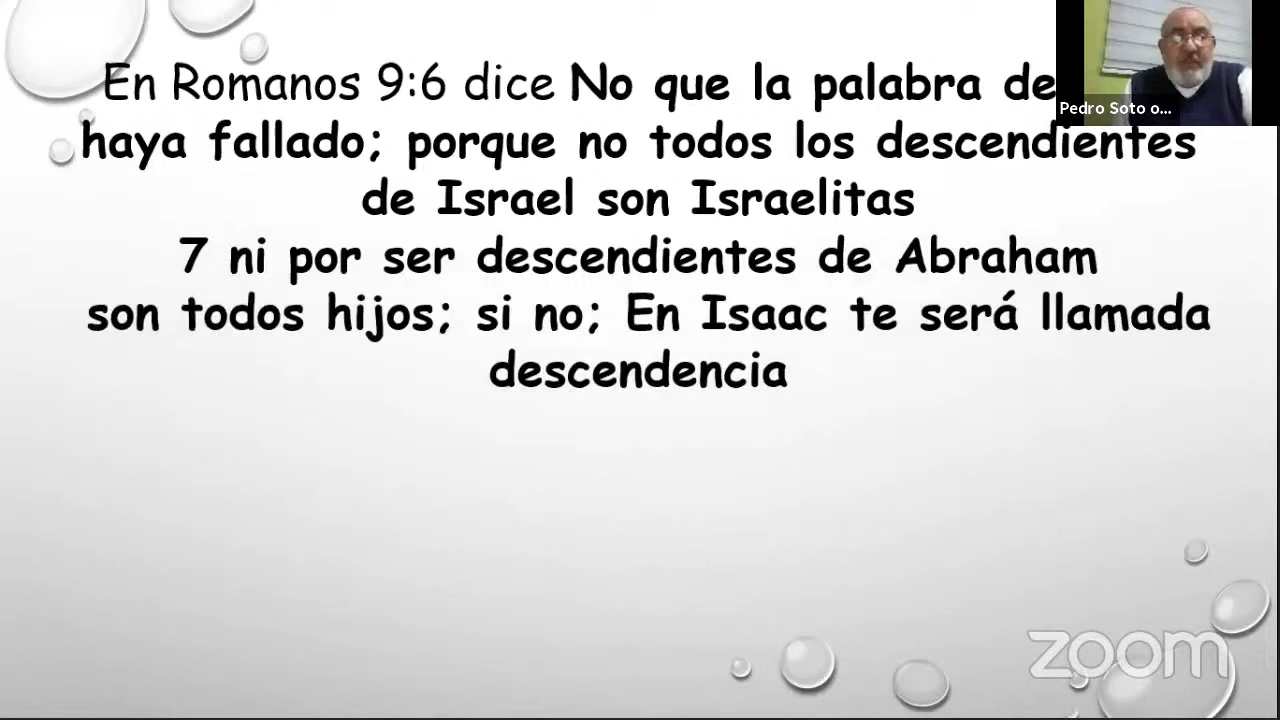 En Romanos 9:6 dice No que la palabra de
haya fallado; porque no todos los descendientes
de Israel son Israelitas
7 ni por ser descendientes de Abraham
son todos hijos; si no; En Isaac te será llamada
descendencia
Pedro Soto o...
zoom